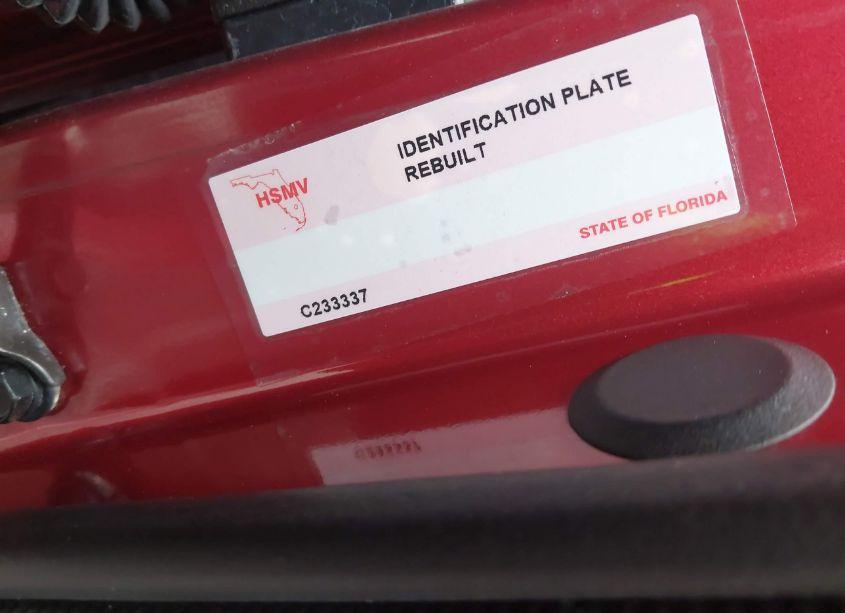 IDENTIFICATION PLATE
REBUILT
HSMV
STATE OF FLORIDA
C233337